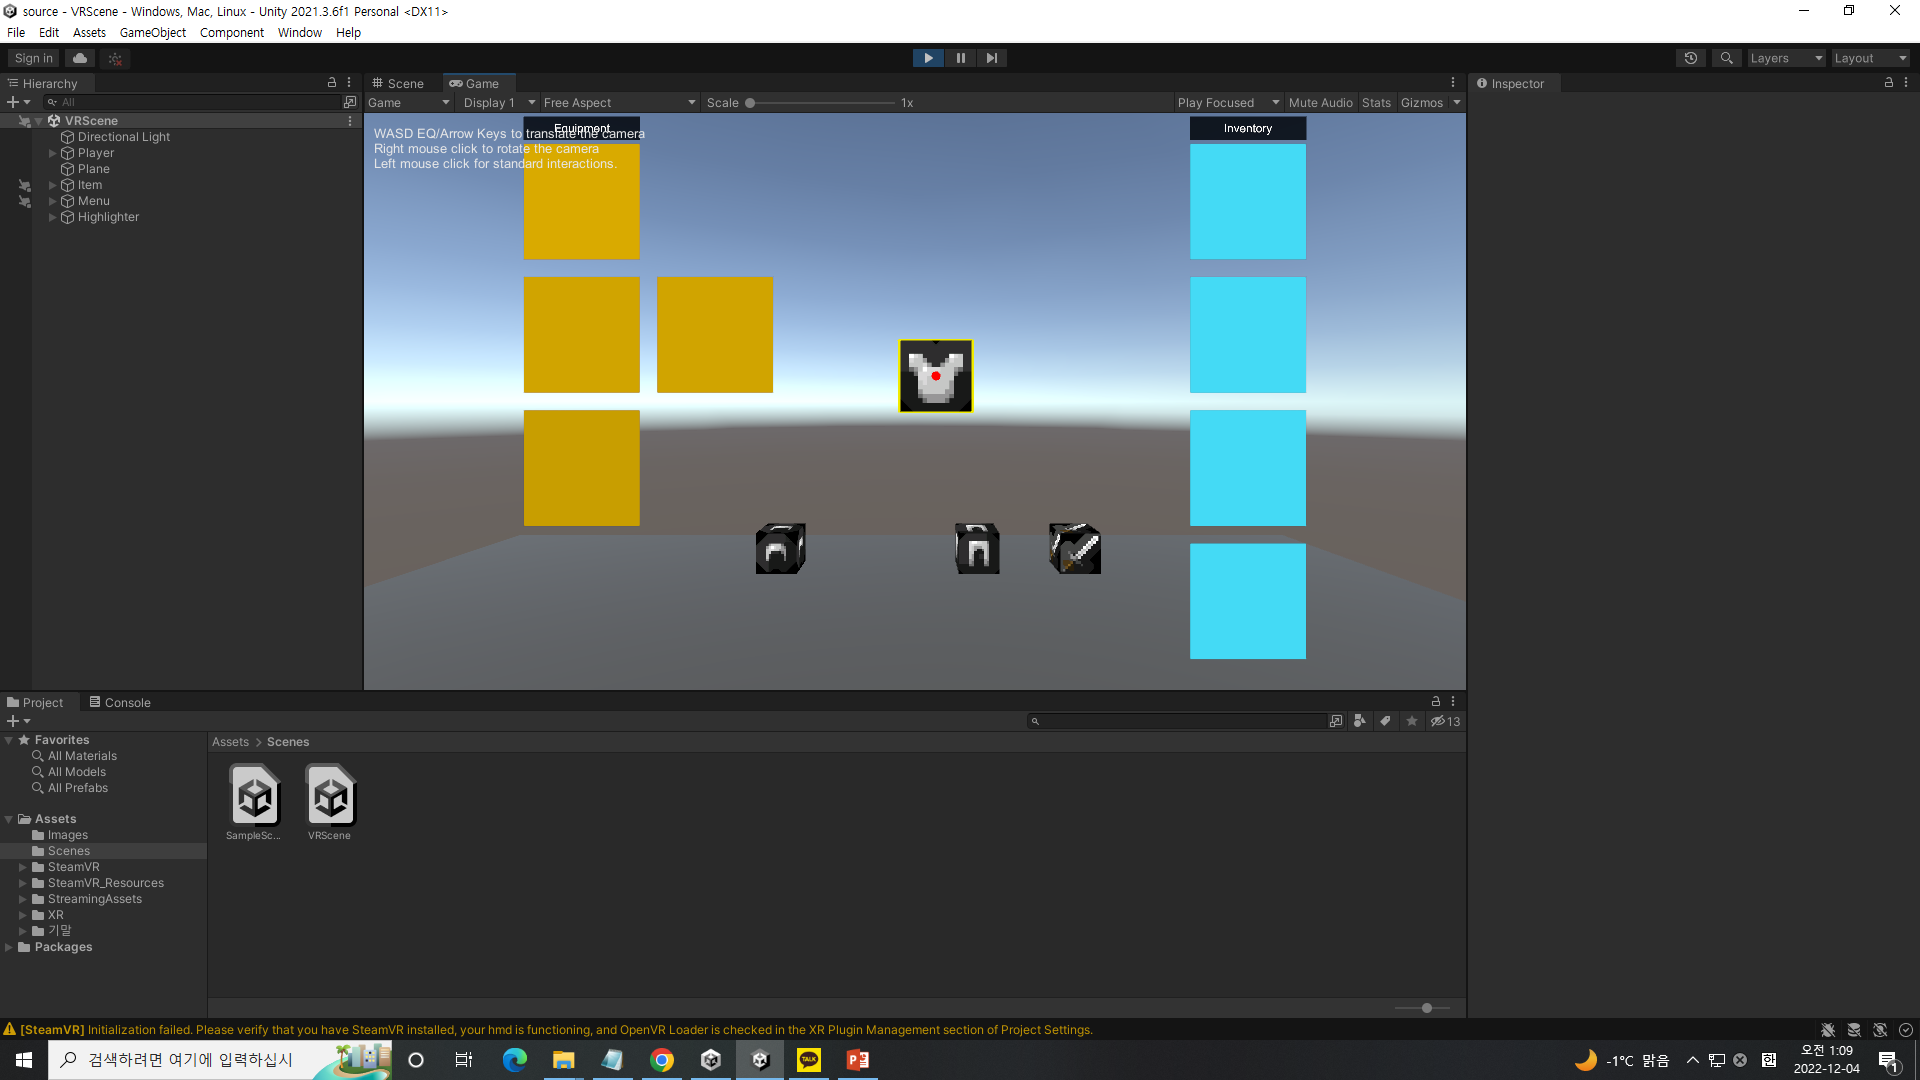 source - VRScene - Windows, Mac, Linux - Unity 2021.3.6f1 Personal <DX11>
File Edit Assets GameObject Component Window Help
Sign in
Layers
Layout
Hierarchy
Scene
Game
Inspector
All
Game
Display 1
Free Aspect
Scale
1x
Play Focused
Mute Audio
Stats
Gizmos
VRScene
Directional Light
Player
Plane
Item
Menu
Highlighter
Equipment
WASD EQ/Arrow Keys to translate the camera
Right mouse click to rotate the camera
Left mouse click for standard interactions.
Inventory
Project
Console
13
Favorites
All Materials
All Models
All Prefabs
Assets
Images
Scenes
SteamVR
SteamVR_Resources
StreamingAssets
XR
기말
Packages
Assets > Scenes
SampleSc...
VRScene
[SteamVR] Initialization failed. Please verify that you have SteamVR installed, your hmd is functioning, and OpenVR Loader is checked in the XR Plugin Management section of Project Settings.
검색하려면 여기에 입력하십시
TALK
-1°C 맑음
한
오전 1:09
2022-12-04
1